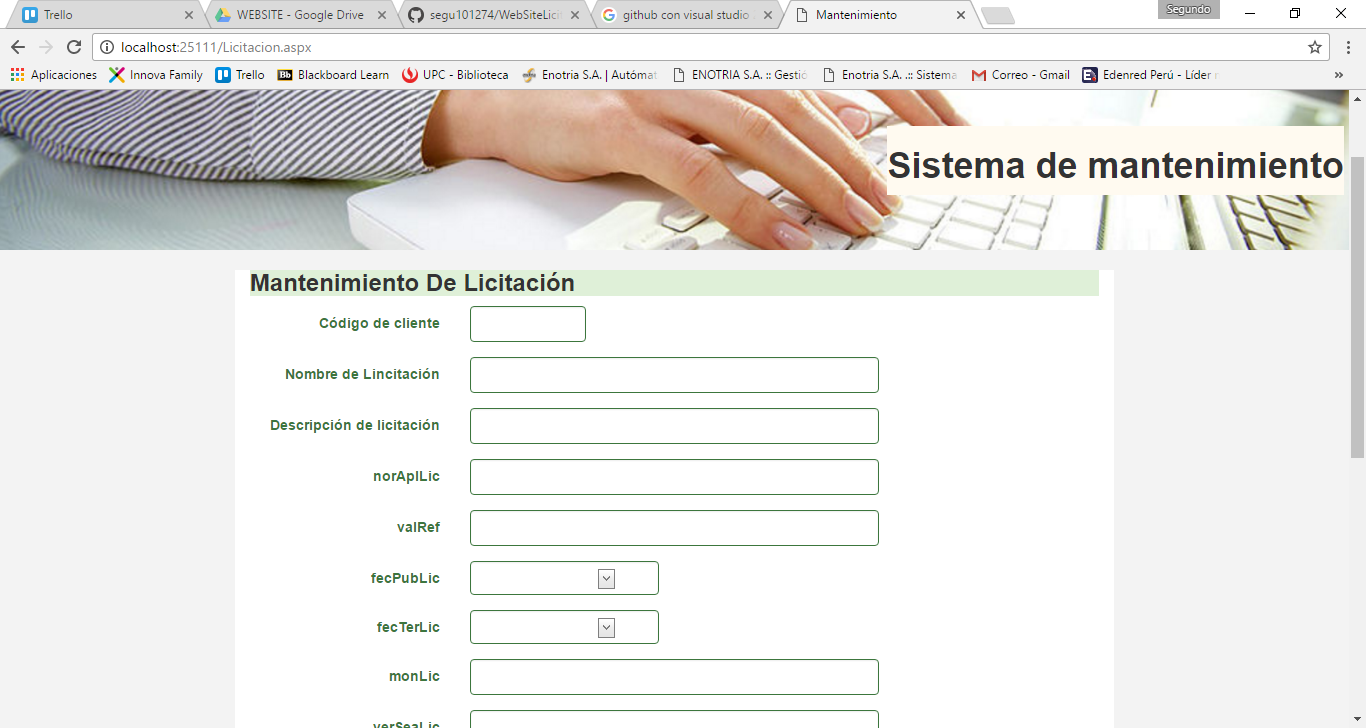 Segundo
Trello
WEBSITE - Google Drive
segu101274/WebSiteLici
github con visual studio
Mantenimiento
localhost:25111/Licitacion.aspx
Aplicaciones
Innova Family
Trello
Bb Blackboard Learn
UPC - Biblioteca
Enotria S.A. | Autómat
ENOTRIA S.A. :: Gestió
Enotria S.A. .:: Sistema
Correo - Gmail
Edenred Perú - Líder
»
Sistema de mantenimiento
Mantenimiento De Licitación
Código de cliente
Nombre de Lincitación
Descripción de licitación
norAplLic
valRef
fecPubLic
fecTerLic
monLic
verSeaLic